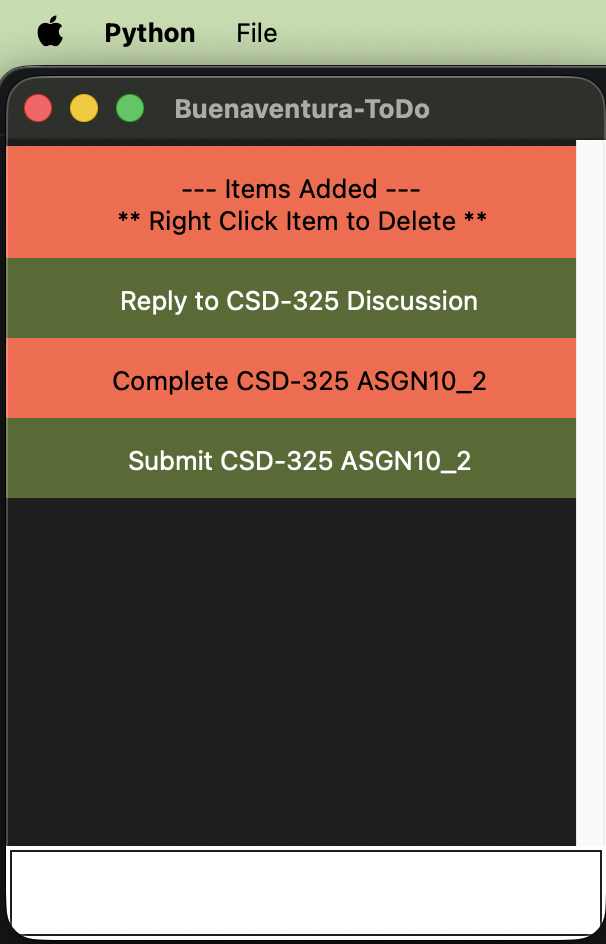 Python File
Buenaventura-ToDo
--- Items Added ---
** Right Click Item to Delete **
Reply to CSD-325 Discussion
Complete CSD-325 ASGN10_2
Submit CSD-325 ASGN10_2